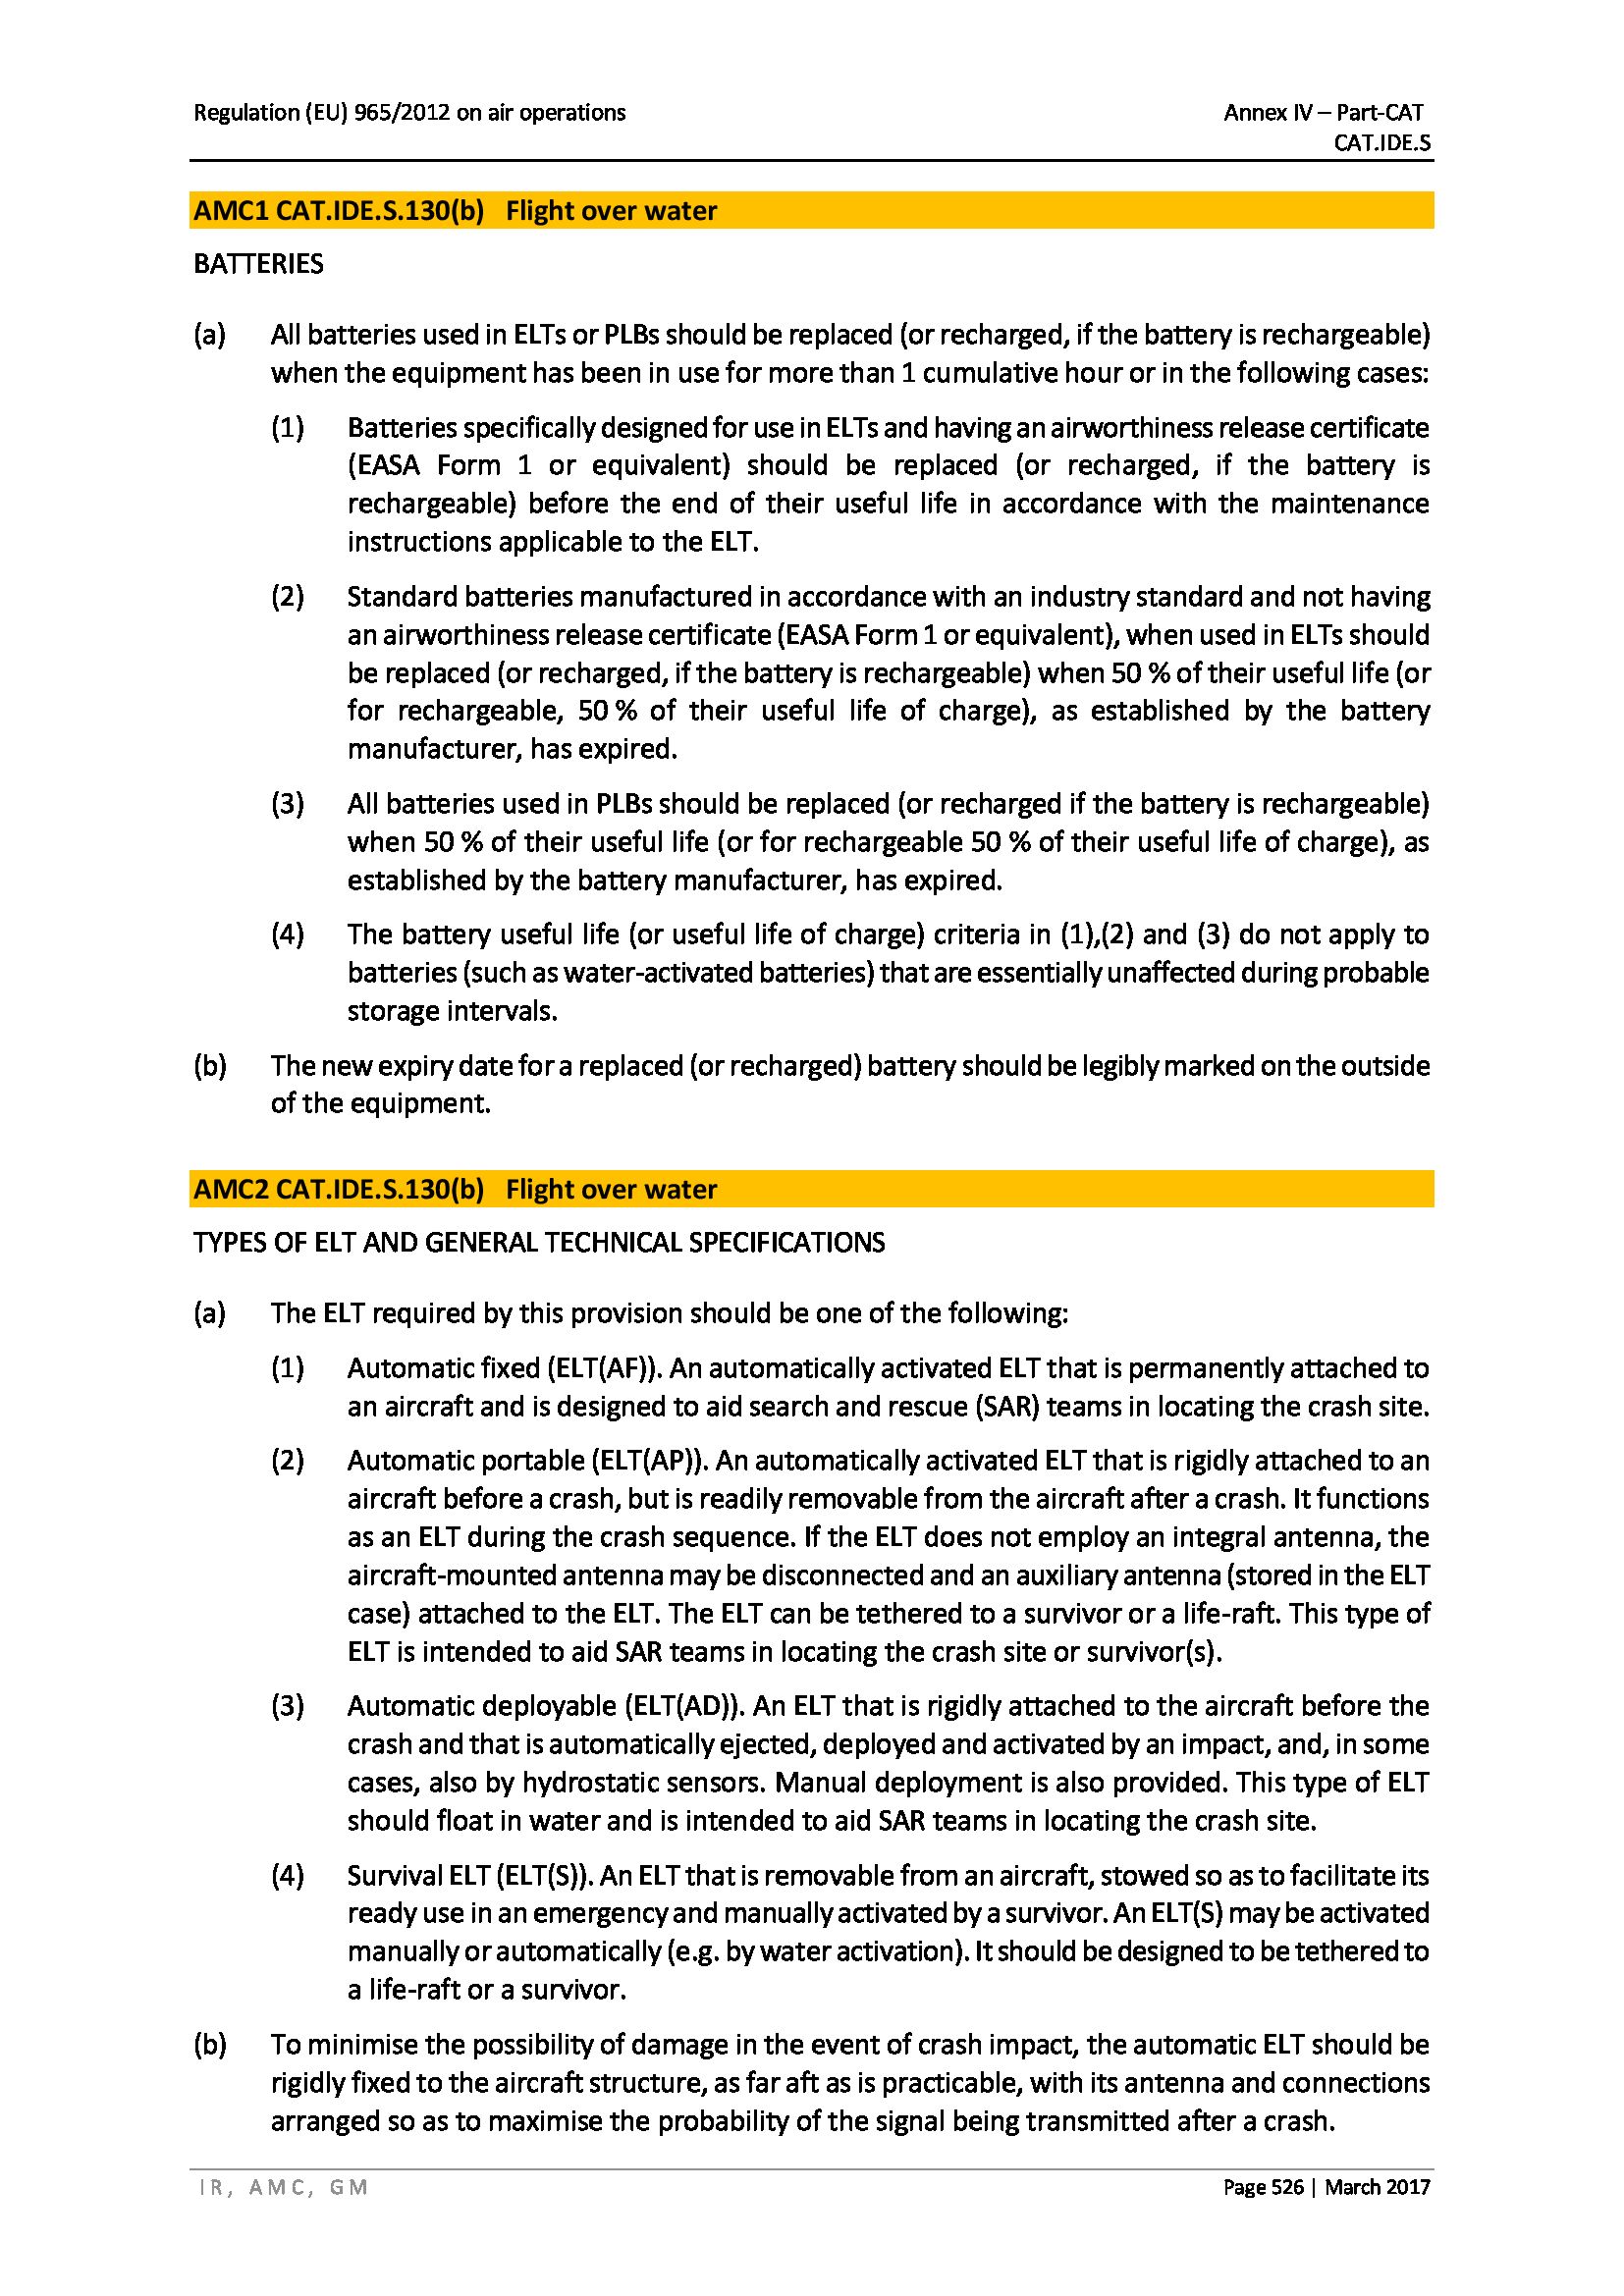 Regulation (EU) 965/2012 on air operations
Annex IV – Part-CAT
CAT.IDE.S
AMC1 CAT.IDE.S.130(b) Flight over water
BATTERIES
(a) All batteries used in ELTs or PLBs should be replaced (or recharged, if the battery is rechargeable)
when the equipment has been in use for more than 1 cumulative hour or in the following cases:
(1) Batteries specifically designed for use in ELTs and having an airworthiness release certificate
(EASA Form 1 or equivalent) should be replaced (or recharged, if the battery is
rechargeable) before the end of their useful life in accordance with the maintenance
instructions applicable to the ELT.
(2) Standard batteries manufactured in accordance with an industry standard and not having
an airworthiness release certificate (EASA Form 1 or equivalent), when used in ELTs should
be replaced (or recharged, if the battery is rechargeable) when 50 % of their useful life (or
for rechargeable, 50 % of their useful life of charge), as established by the battery
manufacturer, has expired.
(3) All batteries used in PLBs should be replaced (or recharged if the battery is rechargeable)
when 50 % of their useful life (or for rechargeable 50 % of their useful life of charge), as
established by the battery manufacturer, has expired.
(4) The battery useful life (or useful life of charge) criteria in (1),(2) and (3) do not apply to
batteries (such as water-activated batteries) that are essentially unaffected during probable
storage intervals.
(b) The new expiry date for a replaced (or recharged) battery should be legibly marked on the outside
of the equipment.
AMC2 CAT.IDE.S.130(b) Flight over water
TYPES OF ELT AND GENERAL TECHNICAL SPECIFICATIONS
(a) The ELT required by this provision should be one of the following:
(1) Automatic fixed (ELT(AF)). An automatically activated ELT that is permanently attached to
an aircraft and is designed to aid search and rescue (SAR) teams in locating the crash site.
(2) Automatic portable (ELT(AP)). An automatically activated ELT that is rigidly attached to an
aircraft before a crash, but is readily removable from the aircraft after a crash. It functions
as an ELT during the crash sequence. If the ELT does not employ an integral antenna, the
aircraft-mounted antenna may be disconnected and an auxiliary antenna (stored in the ELT
case) attached to the ELT. The ELT can be tethered to a survivor or a life-raft. This type of
ELT is intended to aid SAR teams in locating the crash site or survivor(s).
(3) Automatic deployable (ELT(AD)). An ELT that is rigidly attached to the aircraft before the
crash and that is automatically ejected, deployed and activated by an impact, and, in some
cases, also by hydrostatic sensors. Manual deployment is also provided. This type of ELT
should float in water and is intended to aid SAR teams in locating the crash site.
(4) Survival ELT (ELT(S)). An ELT that is removable from an aircraft, stowed so as to facilitate its
ready use in an emergency and manually activated by a survivor. An ELT(S) may be activated
manually or automatically (e.g. by water activation). It should be designed to be tethered to
a life-raft or a survivor.
(b) To minimise the possibility of damage in the event of crash impact, the automatic ELT should be
rigidly fixed to the aircraft structure, as far aft as is practicable, with its antenna and connections
arranged so as to maximise the probability of the signal being transmitted after a crash.
IR, AMC, GM
Page 526 | March 2017